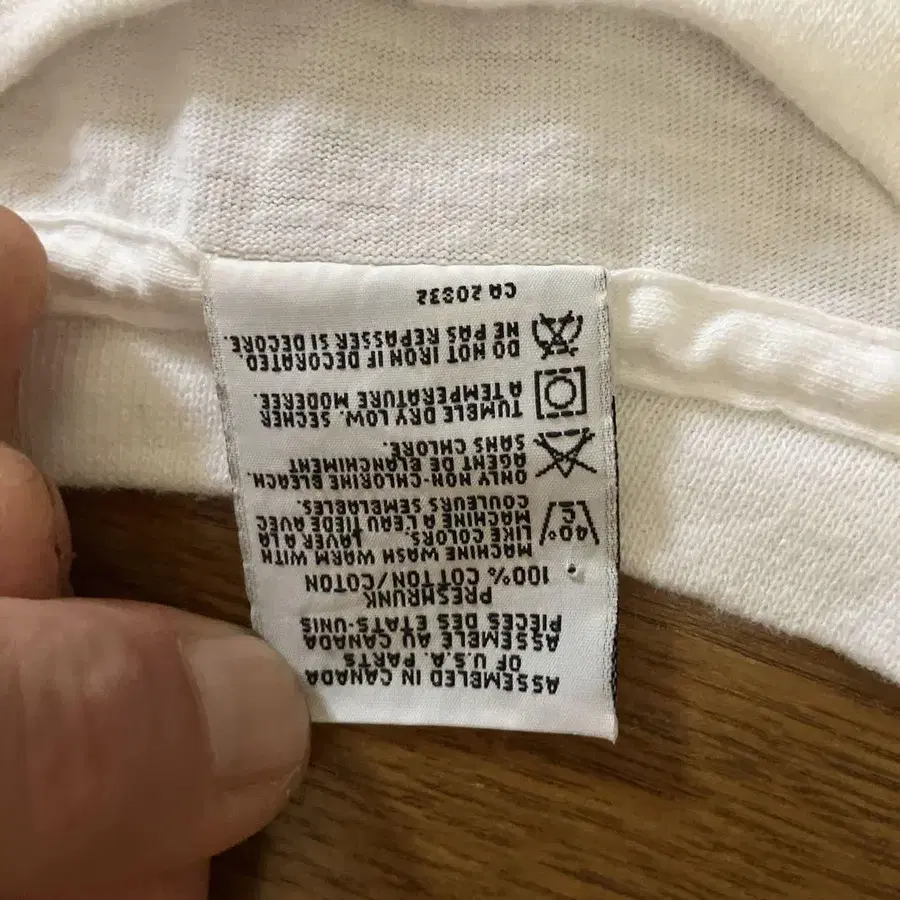 ASSEMBLED IN CANADA
OF U.S.A. PARTS
ASSEMBLE AU CANADA
PIECES DES ETATS-UNIS
PRESHRUNK
100% COTTON/COTON
40°C
MACHINE WASH WARM WITH
LIKE COLORS. LAVER A LA
MACHINE A L'EAU TIEDE AVEC
COULEURS SEMBLABLES.
ONLY NON-CHLORINE BLEACH.
AGENT DE BLANCHIMENT
SANS CHLORE.
TUMBLE DRY LOW. SECHER
A TEMPERATURE MODEREE.
DO NOT IRON IF DECORATED.
NE PAS REPASSER SI DECORE.
CA 20832